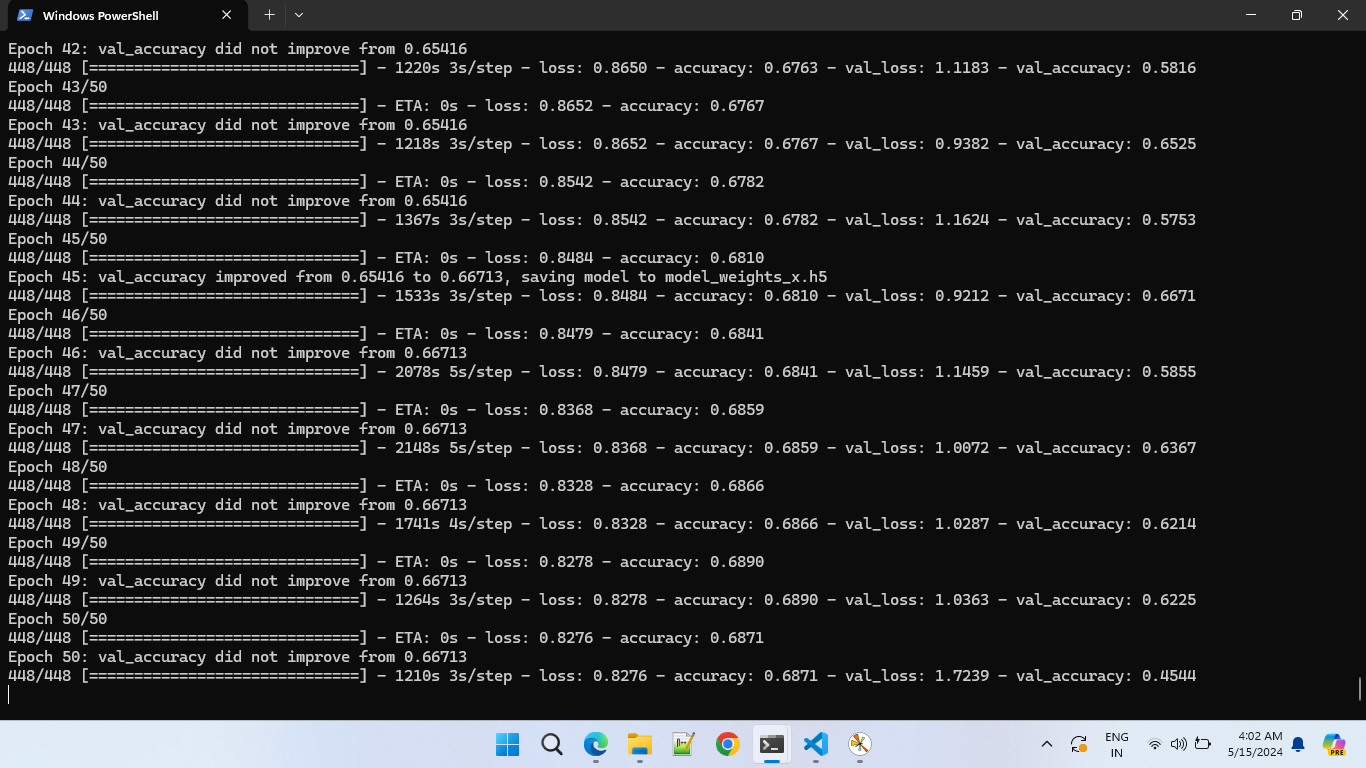 Windows PowerShell
Epoch 42: val_accuracy did not improve from 0.65416
448/448 [==============================] - 1220s 3s/step - loss: 0.8650 - accuracy: 0.6763 - val_loss: 1.1183 - val_accuracy: 0.5816
Epoch 43/50
448/448 [==============================] - ETA: 0s - loss: 0.8652 - accuracy: 0.6767
Epoch 43: val_accuracy did not improve from 0.65416
448/448 [==============================] - 1218s 3s/step - loss: 0.8652 - accuracy: 0.6767 - val_loss: 0.9382 - val_accuracy: 0.6525
Epoch 44/50
448/448 [==============================] - ETA: 0s - loss: 0.8542 - accuracy: 0.6782
Epoch 44: val_accuracy did not improve from 0.65416
448/448 [==============================] - 1367s 3s/step - loss: 0.8542 - accuracy: 0.6782 - val_loss: 1.1624 - val_accuracy: 0.5753
Epoch 45/50
448/448 [==============================] - ETA: 0s - loss: 0.8484 - accuracy: 0.6810
Epoch 45: val_accuracy improved from 0.65416 to 0.66713, saving model to model_weights_x.h5
448/448 [==============================] - 1533s 3s/step - loss: 0.8484 - accuracy: 0.6810 - val_loss: 0.9212 - val_accuracy: 0.6671
Epoch 46/50
448/448 [==============================] - ETA: 0s - loss: 0.8479 - accuracy: 0.6841
Epoch 46: val_accuracy did not improve from 0.66713
448/448 [==============================] - 2078s 5s/step - loss: 0.8479 - accuracy: 0.6841 - val_loss: 1.1459 - val_accuracy: 0.5855
Epoch 47/50
448/448 [==============================] - ETA: 0s - loss: 0.8368 - accuracy: 0.6859
Epoch 47: val_accuracy did not improve from 0.66713
448/448 [==============================] - 2148s 5s/step - loss: 0.8368 - accuracy: 0.6859 - val_loss: 1.0072 - val_accuracy: 0.6367
Epoch 48/50
448/448 [==============================] - ETA: 0s - loss: 0.8328 - accuracy: 0.6866
Epoch 48: val_accuracy did not improve from 0.66713
448/448 [==============================] - 1741s 4s/step - loss: 0.8328 - accuracy: 0.6866 - val_loss: 1.0287 - val_accuracy: 0.6214
Epoch 49/50
448/448 [==============================] - ETA: 0s - loss: 0.8278 - accuracy: 0.6890
Epoch 49: val_accuracy did not improve from 0.66713
448/448 [==============================] - 1264s 3s/step - loss: 0.8278 - accuracy: 0.6890 - val_loss: 1.0363 - val_accuracy: 0.6225
Epoch 50/50
448/448 [==============================] - ETA: 0s - loss: 0.8276 - accuracy: 0.6871
Epoch 50: val_accuracy did not improve from 0.66713
448/448 [==============================] - 1210s 3s/step - loss: 0.8276 - accuracy: 0.6871 - val_loss: 1.7239 - val_accuracy: 0.4544
ENG
IN
4:02 AM
5/15/2024
PRE